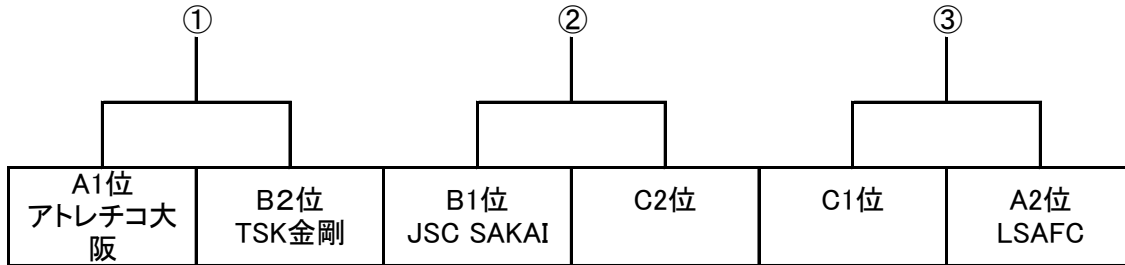 ① ② ③
A1位
アトレチコ大
阪
B２位
TSK金剛
B1位
JSC SAKAI
C2位
C1位
A2位
LSAFC